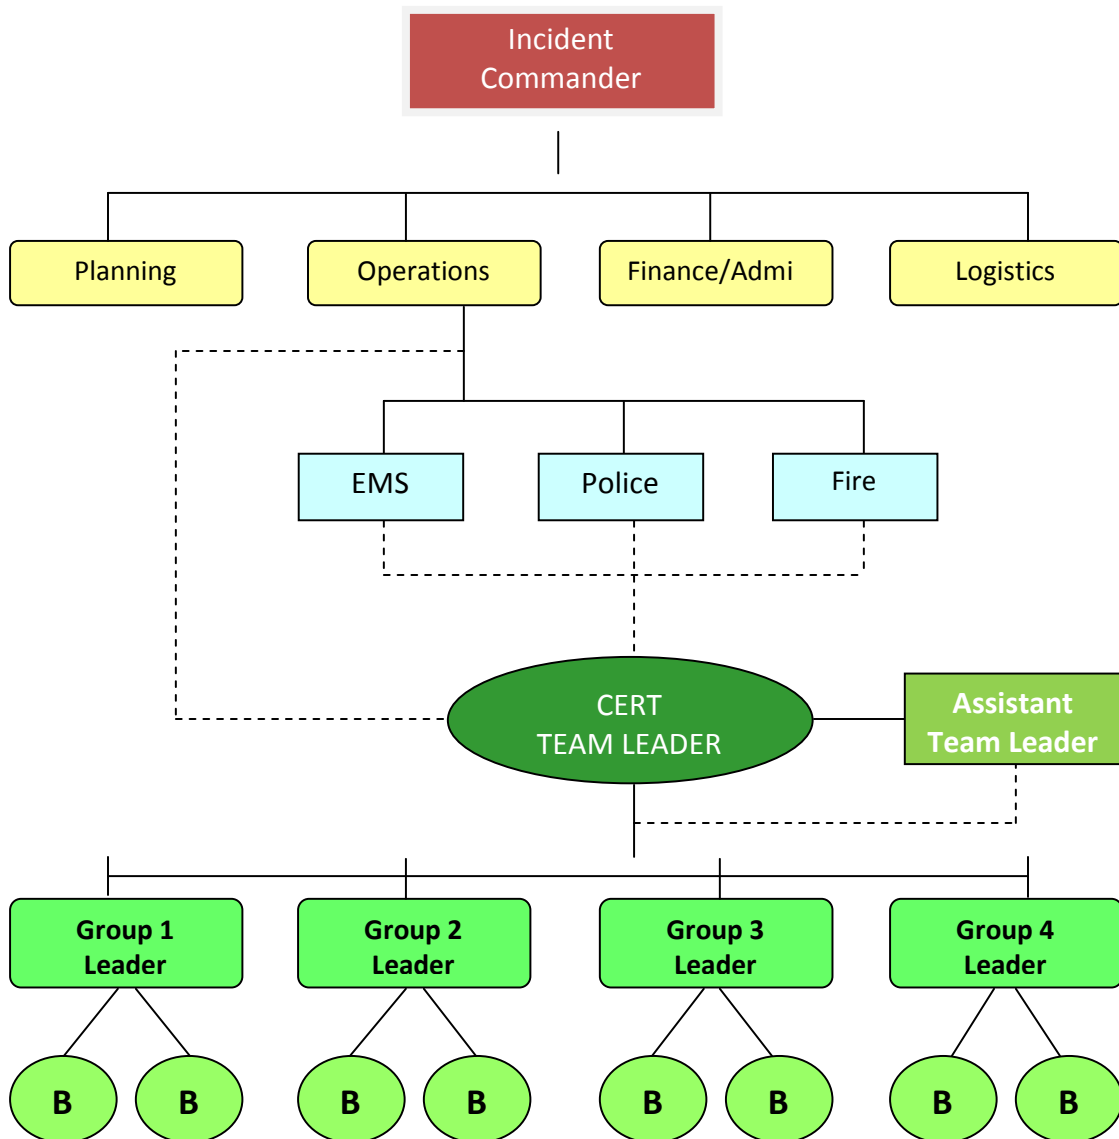 Incident
Commander
Planning
Operations
Finance/Admi
Logistics
EMS
Police
Fire
CERT
TEAM LEADER
Assistant
Team Leader
Group 1
Leader
Group 2
Leader
Group 3
Leader
Group 4
Leader
B
B
B
B
B
B
B
B